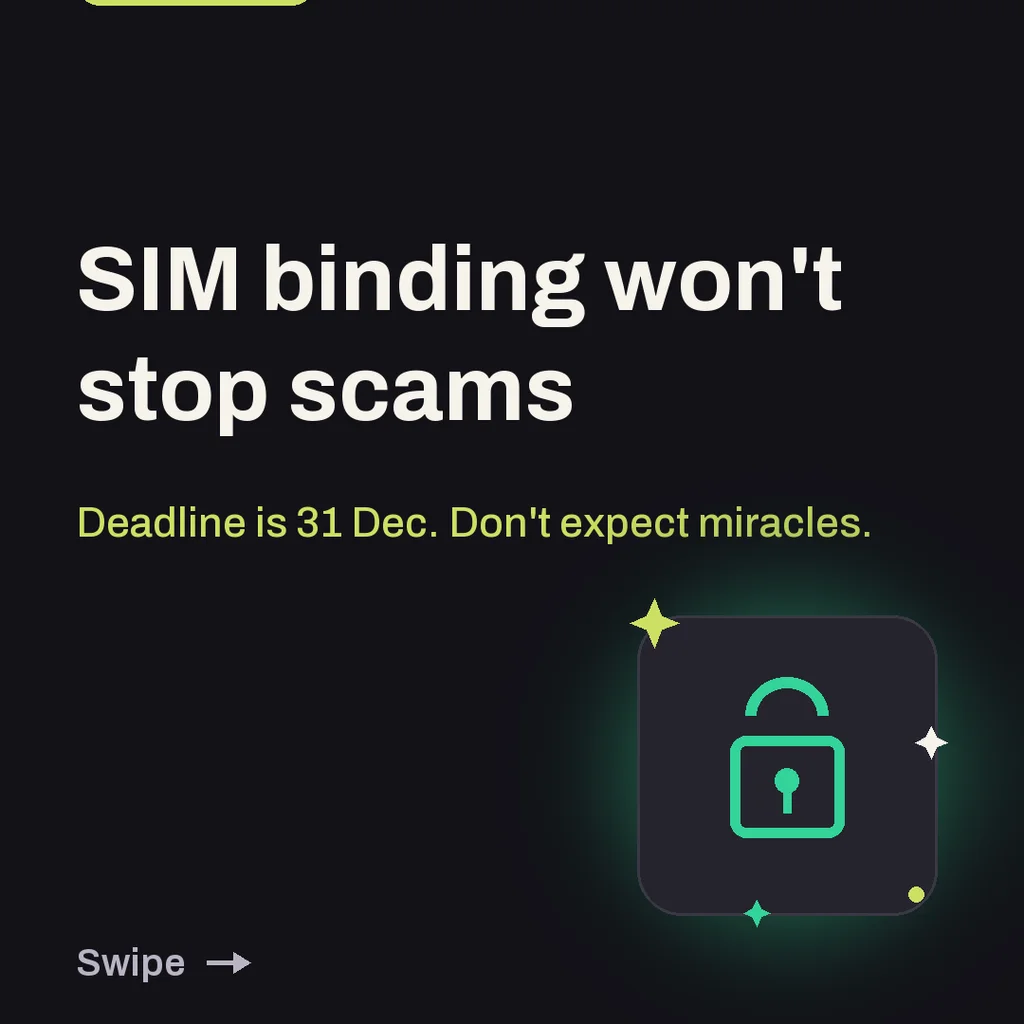 SIM binding won't
stop scams
Deadline is 31 Dec. Don't expect miracles.
Swipe